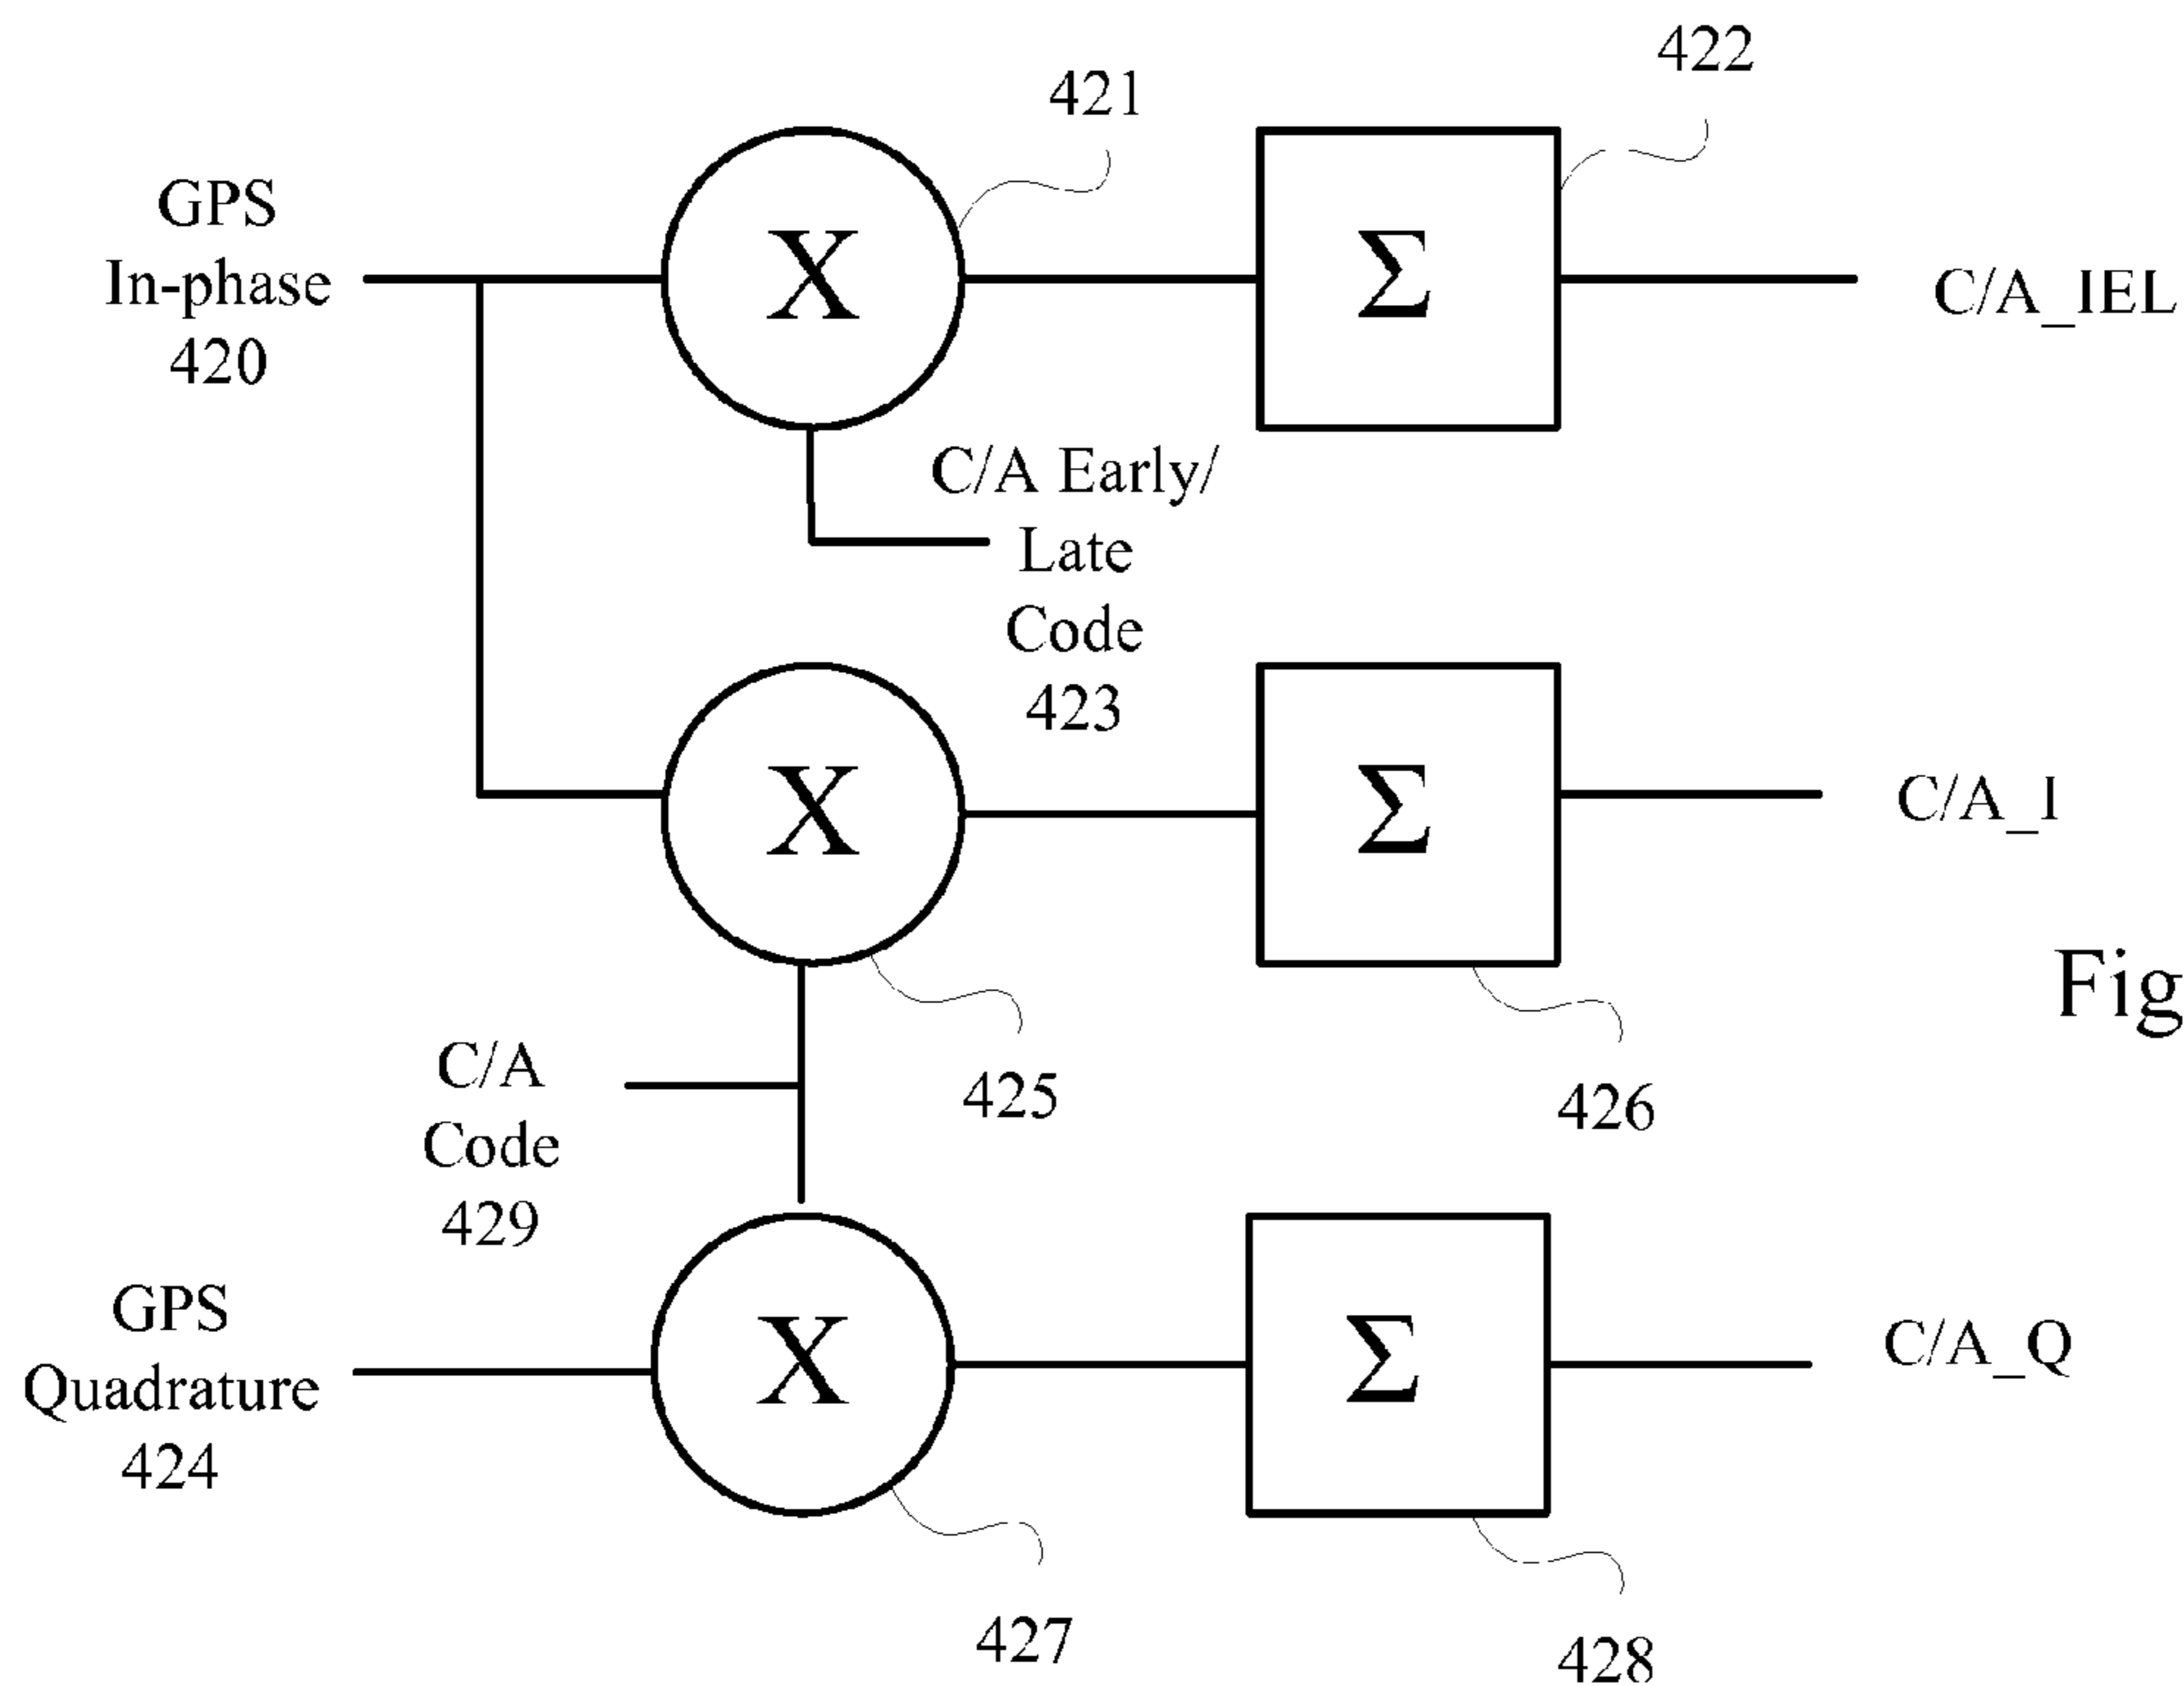 422
421
GPS
In-phase
420
X
Σ
C/A_IEL
C/A Early/
Late
Code
423
X
Σ
C/A_I
Fig
C/A
Code
429
425
426
GPS
Quadrature
424
X
Σ
C/A_Q
427
428